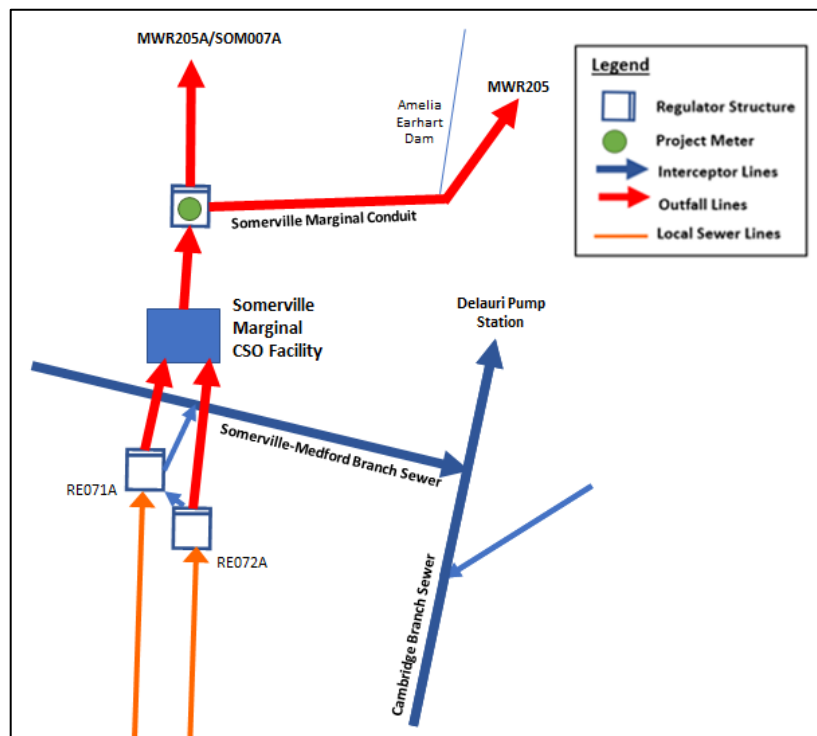 MWR205A/SOM007A
MWR205
Amelia
Earhart
Dam
Legend
Regulator Structure
Project Meter
Interceptor Lines
Outfall Lines
Local Sewer Lines
Somerville Marginal Conduit
Somerville
Marginal
CSO Facility
Delauri Pump
Station
Somerville-Medford Branch Sewer
RE071A
RE072A
Cambridge Branch Sewer